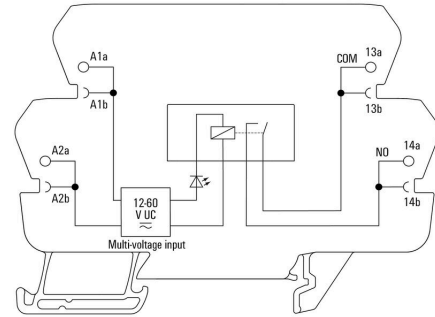 A1a
A1b
A2a
A2b
12-60
V UC
Multi-voltage input
COM
13a
13b
NO
14a
14b